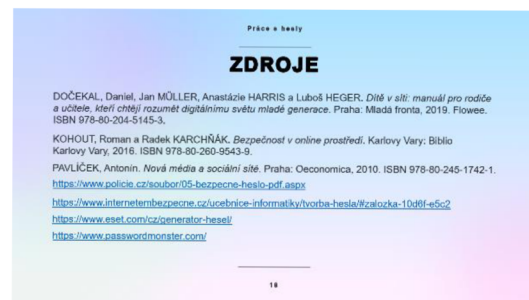 Práce s hesly
ZDROJE
DOČEKAL, Daniel, Jan MÜLLER, Anastázie HARRIS a Luboš HEGER. Dítě v síti: manuál pro rodiče
a učitele, kteří chtějí rozumět digitálnímu světu mladé generace. Praha: Mladá fronta, 2019. Flowee.
ISBN 978-80-204-5145-3.
KOHOUT, Roman a Radek KARCHŇÁK. Bezpečnost v online prostředí. Karlovy Vary: Biblio
Karlovy Vary, 2016. ISBN 978-80-260-9543-9.
PAVLÍČEK, Antonín. Nová média a sociální sítě. Praha: Oeconomica, 2010. ISBN 978-80-245-1742-1.
https://www.policie.cz/soubor/05-bezpecne-heslo-pdf.aspx
https://www.internetembezpecne.cz/ucebnice-informatiky/tvorba-hesla/#zalozka-10d6f-e5c2
https://www.eset.com/cz/generator-hesel/
https://www.passwordmonster.com/
18